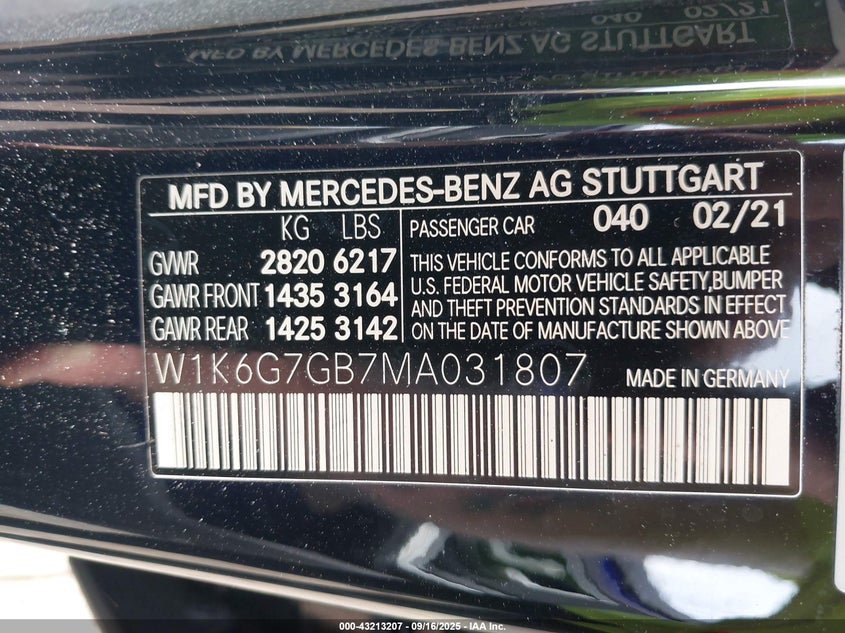 MFD BY MERCEDES-BENZ AG STUTTGART
KG LBS PASSENGER CAR 040 02/21
GVWR 2820 6217
GAWR FRONT 1435 3164
GAWR REAR 1425 3142
THIS VEHICLE CONFORMS TO ALL APPLICABLE
U.S. FEDERAL MOTOR VEHICLE SAFETY,BUMPER
AND THEFT PREVENTION STANDARDS IN EFFECT
ON THE DATE OF MANUFACTURE SHOWN ABOVE
W1K6G7GB7MA031807 MADE IN GERMANY
000-43213207 - 09/16/2025 - IAA Inc.